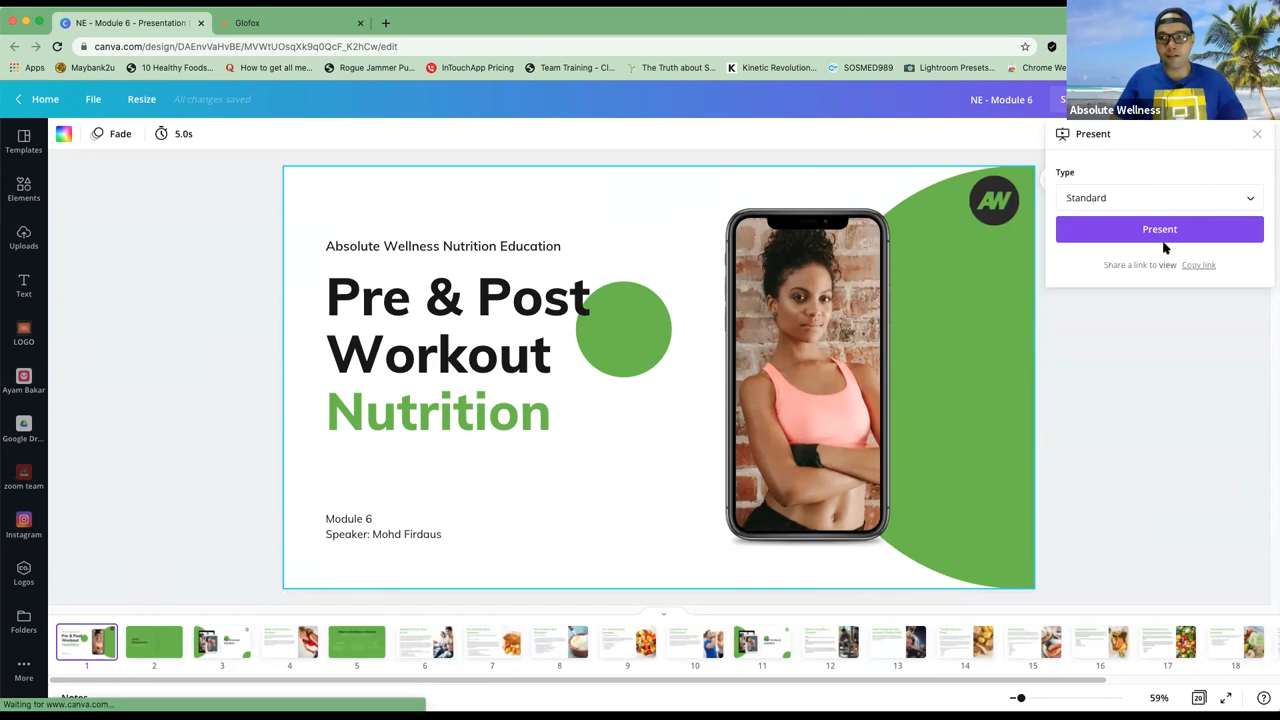 NE - Module 6 - Presentation
Glofox
canva.com/design/DAEnvVaHvBE/MVWtUOsqXk9q0QcF_K2hCw/edit
Apps
Maybank2u
10 Healthy Foods...
How to get all me...
Rogue Jammer Pu...
InTouchApp Pricing
Team Training - Cl...
The Truth about S...
Kinetic Revolution...
SOSMED989
Lightroom Presets...
Chrome We
Absolute Wellness
Home
File
Resize
All changes saved
NE - Module 6
Fade
5.0s
Present
Type
Standard
Present
Share a link to view Copy link
Templates
Elements
Uploads
Text
LOGO
Ayam Bakar
Google Dr...
zoom team
Instagram
Logos
Folders
More
AW
Absolute Wellness Nutrition Education
Pre & Post
Workout
Nutrition
Module 6
Speaker: Mohd Firdaus
Pre & Post
Workout
Nutrition
1
2
3
4
5
6
7
8
9
10
11
12
13
14
15
16
17
18
Notes
59%
20
Waiting for www.canva.com...